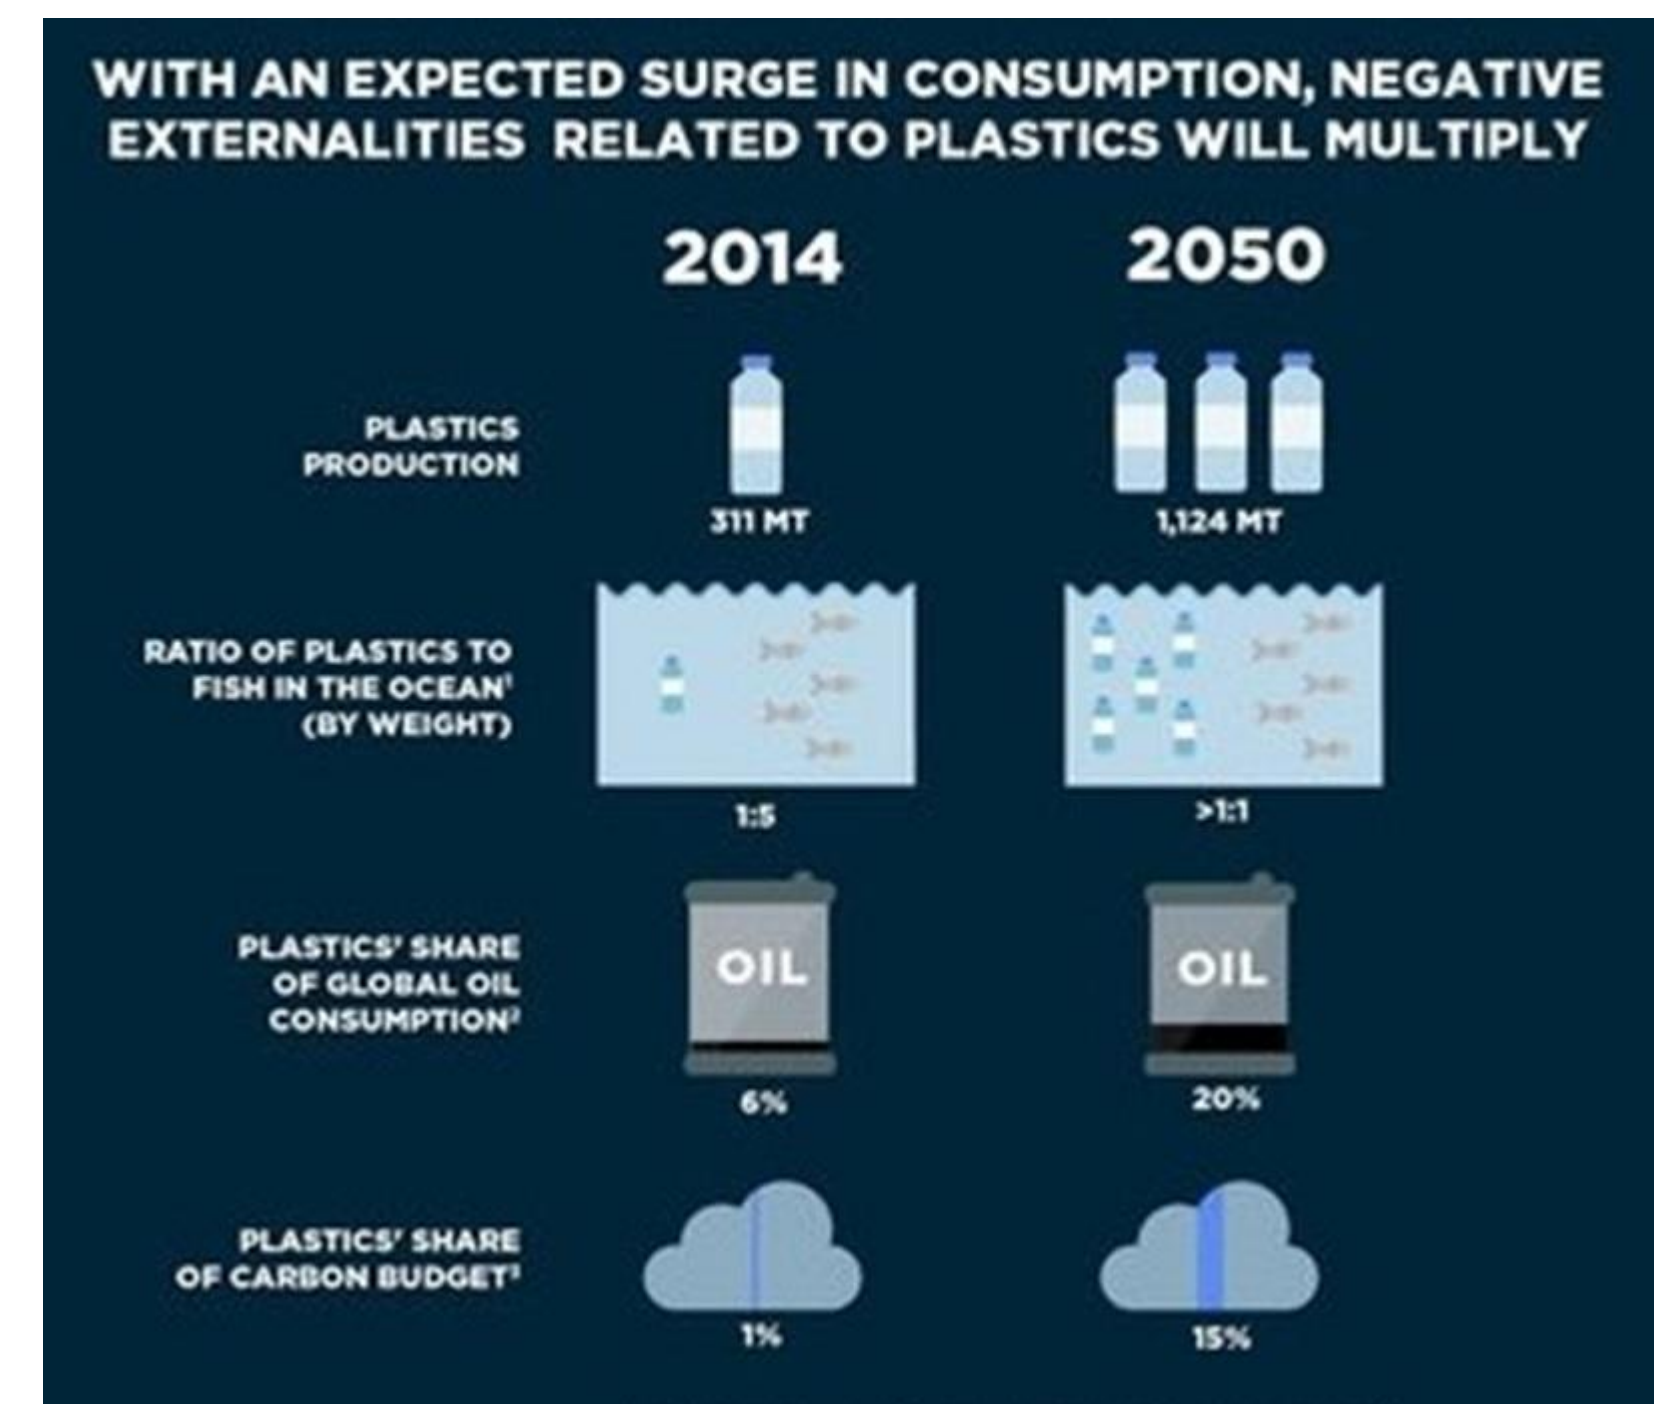 WITH AN EXPECTED SURGE IN CONSUMPTION, NEGATIVE
EXTERNALITIES RELATED TO PLASTICS WILL MULTIPLY
2014 2050
PLASTICS
PRODUCTION
311 MT 1,124 MT
RATIO OF PLASTICS TO
FISH IN THE OCEAN¹
(BY WEIGHT)
1:5 >1:1
PLASTICS' SHARE
OF GLOBAL OIL
CONSUMPTION²
OIL OIL
6% 20%
PLASTICS' SHARE
OF CARBON BUDGET³
1% 15%